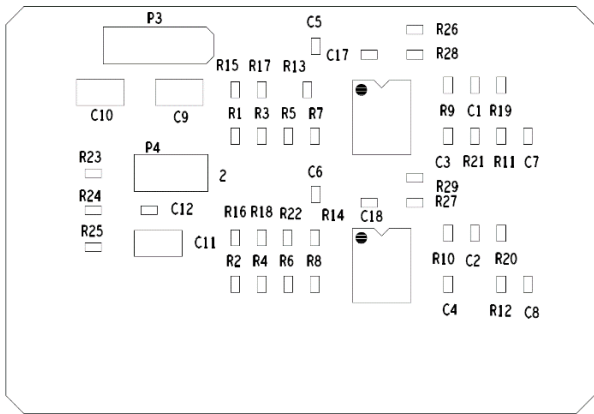 P3
C5
R26
C17
R28
R15 R17 R13
C10
C9
R1 R3 R5 R7
R9 C1 R19
P4
R23
2
C6
C3 R21 R11 C7
R29
R24
C12
R27
R16 R18 R22 R14 C18
R25
C11
R2 R4 R6 R8
R10 C2 R20
C4 R12 C8